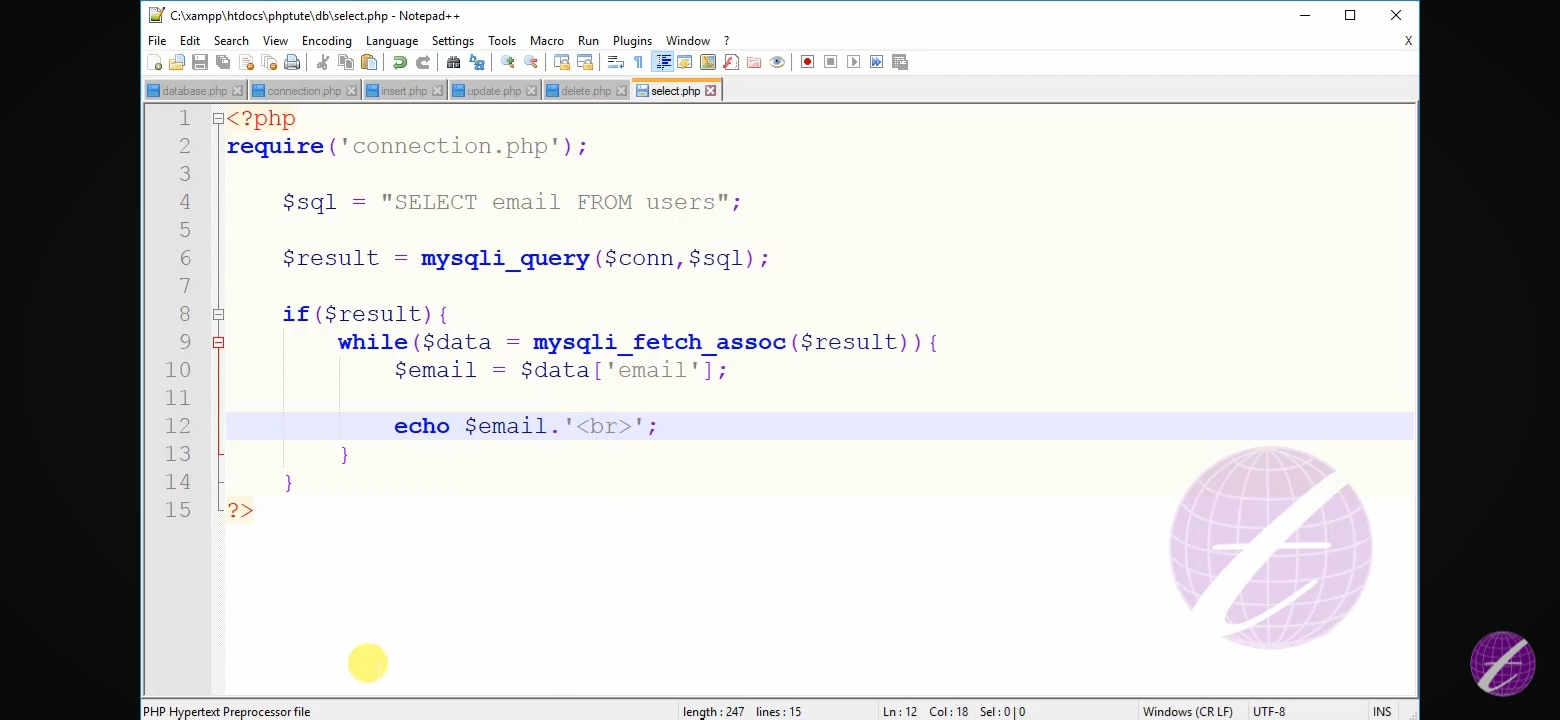 C:\xampp\htdocs\phptute\db\select.php - Notepad++
File Edit Search View Encoding Language Settings Tools Macro Run Plugins Window ? X
database.php connection.php insert.php update.php delete.php select.php
1 <?php
2 require('connection.php');
3
4 $sql = "SELECT email FROM users";
5
6 $result = mysqli_query($conn,$sql);
7
8 if($result){
9 while($data = mysqli_fetch_assoc($result)){
10 $email = $data['email'];
11
12 echo $email.'<br>';
13 }
14 }
15 ?>
PHP Hypertext Preprocessor file length : 247 lines : 15 Ln : 12 Col : 18 Sel : 0 | 0 Windows (CR LF) UTF-8 INS